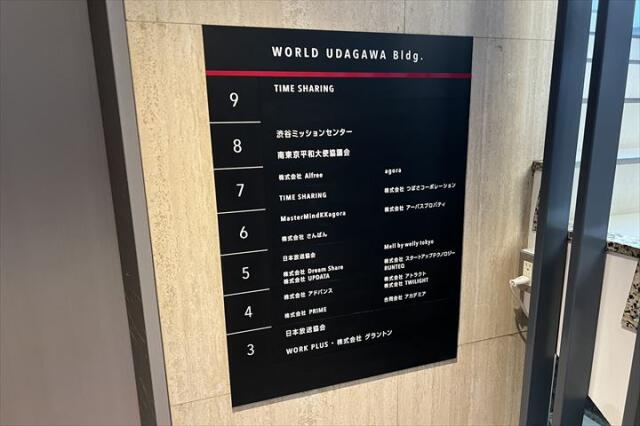 WORLD UDAGAWA Bldg.
9
TIME SHARING
8
渋谷ミッションセンター
南東京平和大使協議会
7
株式会社 Alfree
agora
TIME SHARING
株式会社 つばさコーポレーション
6
MasterMindKKagora
株式会社 アーバスプロパティ
株式会社 さんぱん
5
日本放送協会
Mell by welly tokyo
株式会社 Dream Share
株式会社 スタートアップテクノロジー
株式会社 UPDATA
RUNTEQ
4
株式会社 アドバンス
株式会社 アトラクト
株式会社 TWILIGHT
株式会社 PRIME
合同会社 アカデミア
3
日本放送協会
WORK PLUS・株式会社 グラントン